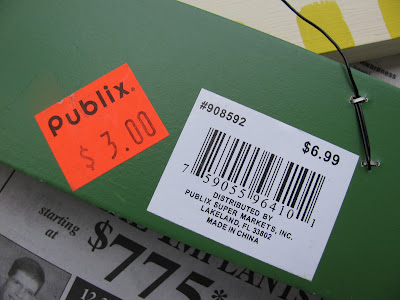 Publix.
$3.00
#908592
$6.99
7 59055 96410 1
DISTRIBUTED BY
PUBLIX SUPER MARKETS, INC.
LAKELAND, FL 33802
MADE IN CHINA
starting
at
$775*
IMPLANTS